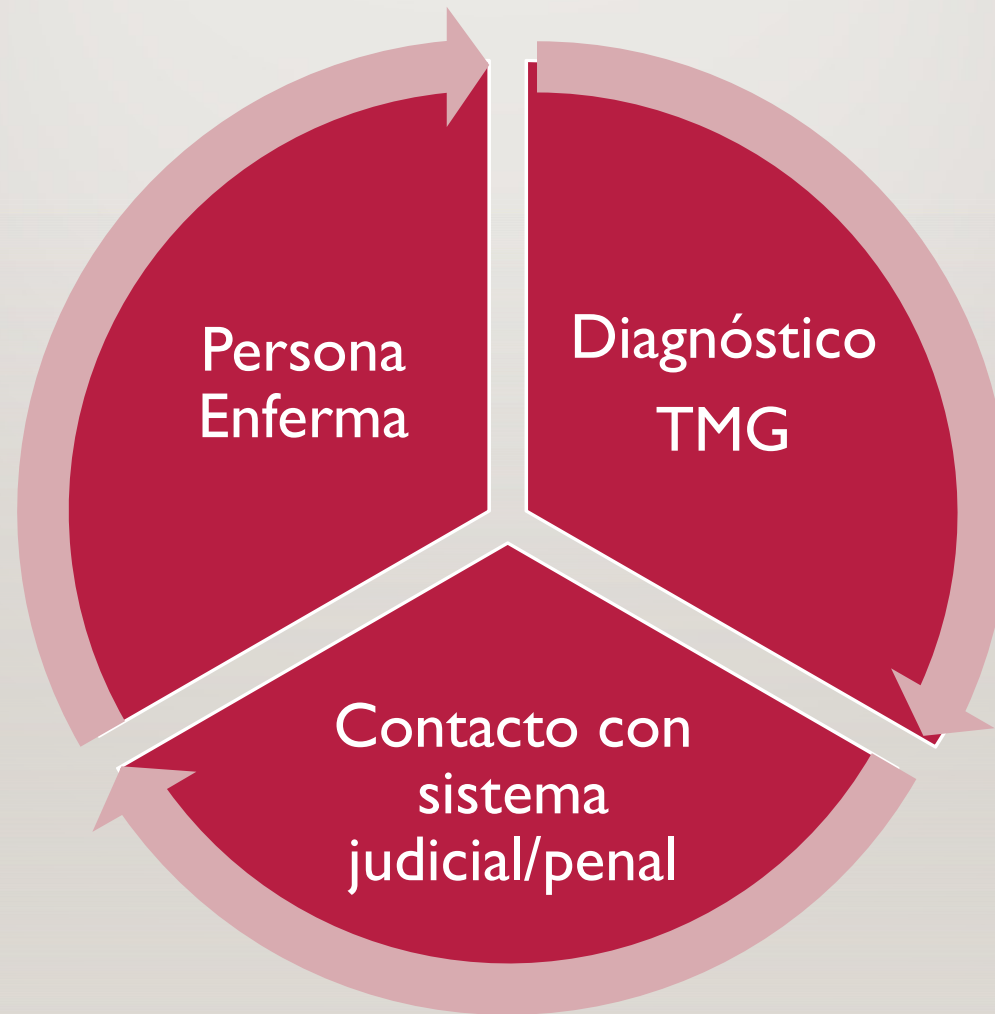 Persona
Enferma
Diagnóstico
TMG
Contacto con
sistema
judicial/penal